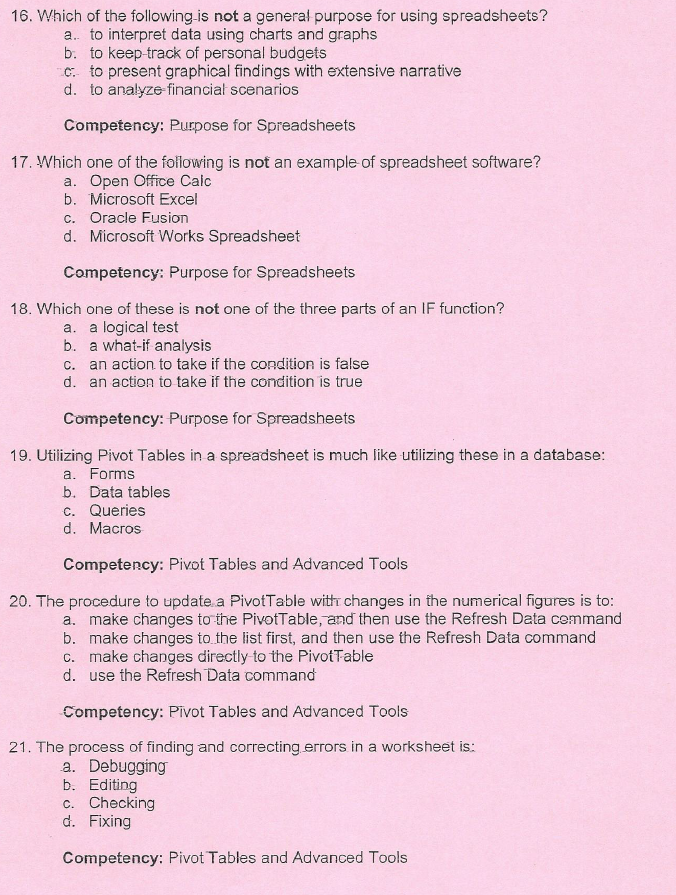 16. Which of the following is not a general purpose for using spreadsheets?
a. to interpret data using charts and graphs
b. to keep track of personal budgets
c. to present graphical findings with extensive narrative
d. to analyze financial scenarios
Competency: Purpose for Spreadsheets
17. Which one of the following is not an example of spreadsheet software?
a. Open Office Calc
b. Microsoft Excel
c. Oracle Fusion
d. Microsoft Works Spreadsheet
Competency: Purpose for Spreadsheets
18. Which one of these is not one of the three parts of an IF function?
a. a logical test
b. a what-if analysis
c. an action to take if the condition is false
d. an action to take if the condition is true
Competency: Purpose for Spreadsheets
19. Utilizing Pivot Tables in a spreadsheet is much like utilizing these in a database:
a. Forms
b. Data tables
c. Queries
d. Macros
Competency: Pivot Tables and Advanced Tools
20. The procedure to update a PivotTable with changes in the numerical figures is to:
a. make changes to the PivotTable, and then use the Refresh Data command
b. make changes to the list first, and then use the Refresh Data command
c. make changes directly to the PivotTable
d. use the Refresh Data command
Competency: Pivot Tables and Advanced Tools
21. The process of finding and correcting errors in a worksheet is:
a. Debugging
b. Editing
c. Checking
d. Fixing
Competency: Pivot Tables and Advanced Tools